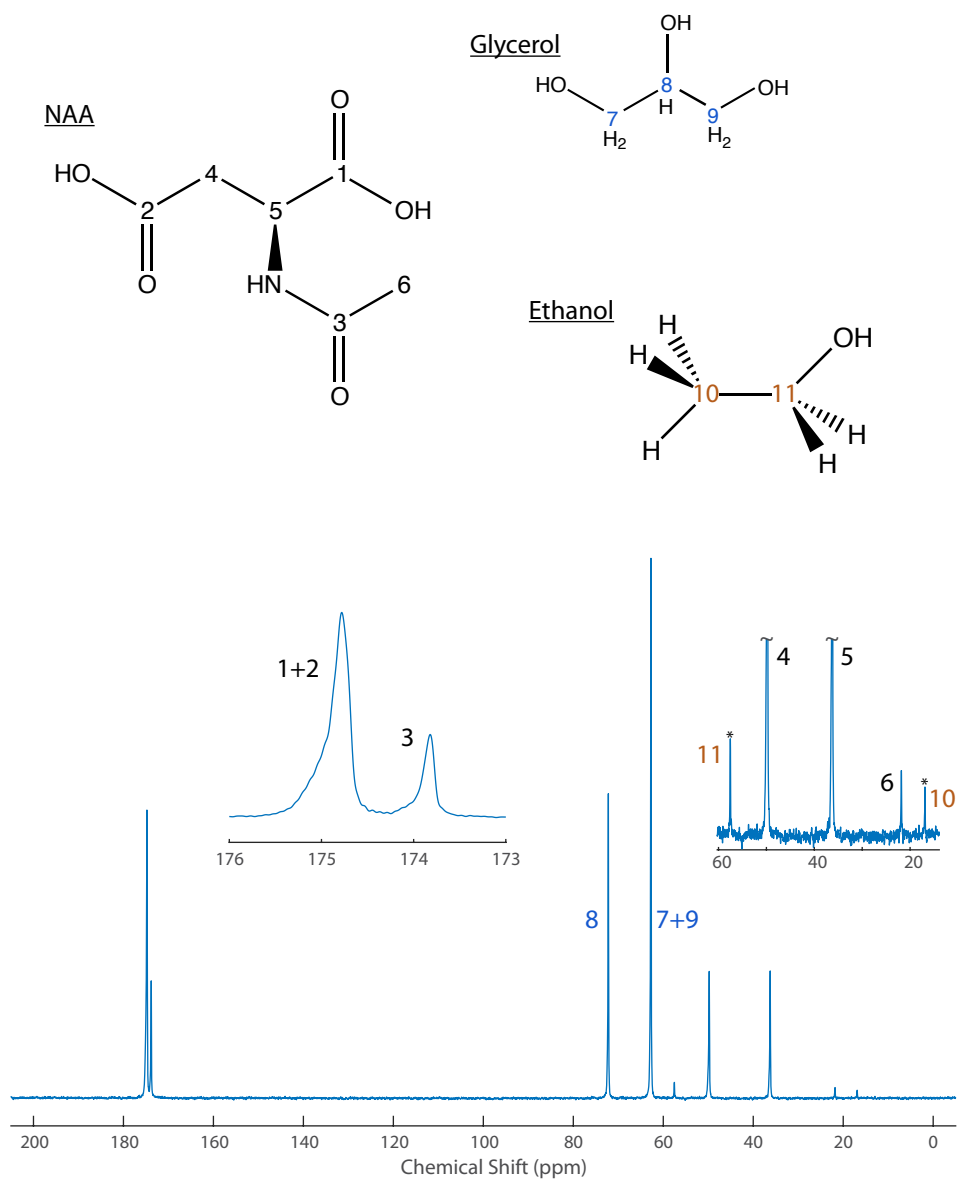 Glycerol
OH
HO
8
OH
H
7
9
H2
H2
NAA
O
HO
4
1
2
5
OH
O
HN
6
3
O
Ethanol
H
OH
H
10
11
H
H
H
1+2
3
176
175
174
173
4
5
11
*
6
*
10
60
40
20
8
7+9
200
180
160
140
120
100
80
60
40
20
0
Chemical Shift (ppm)